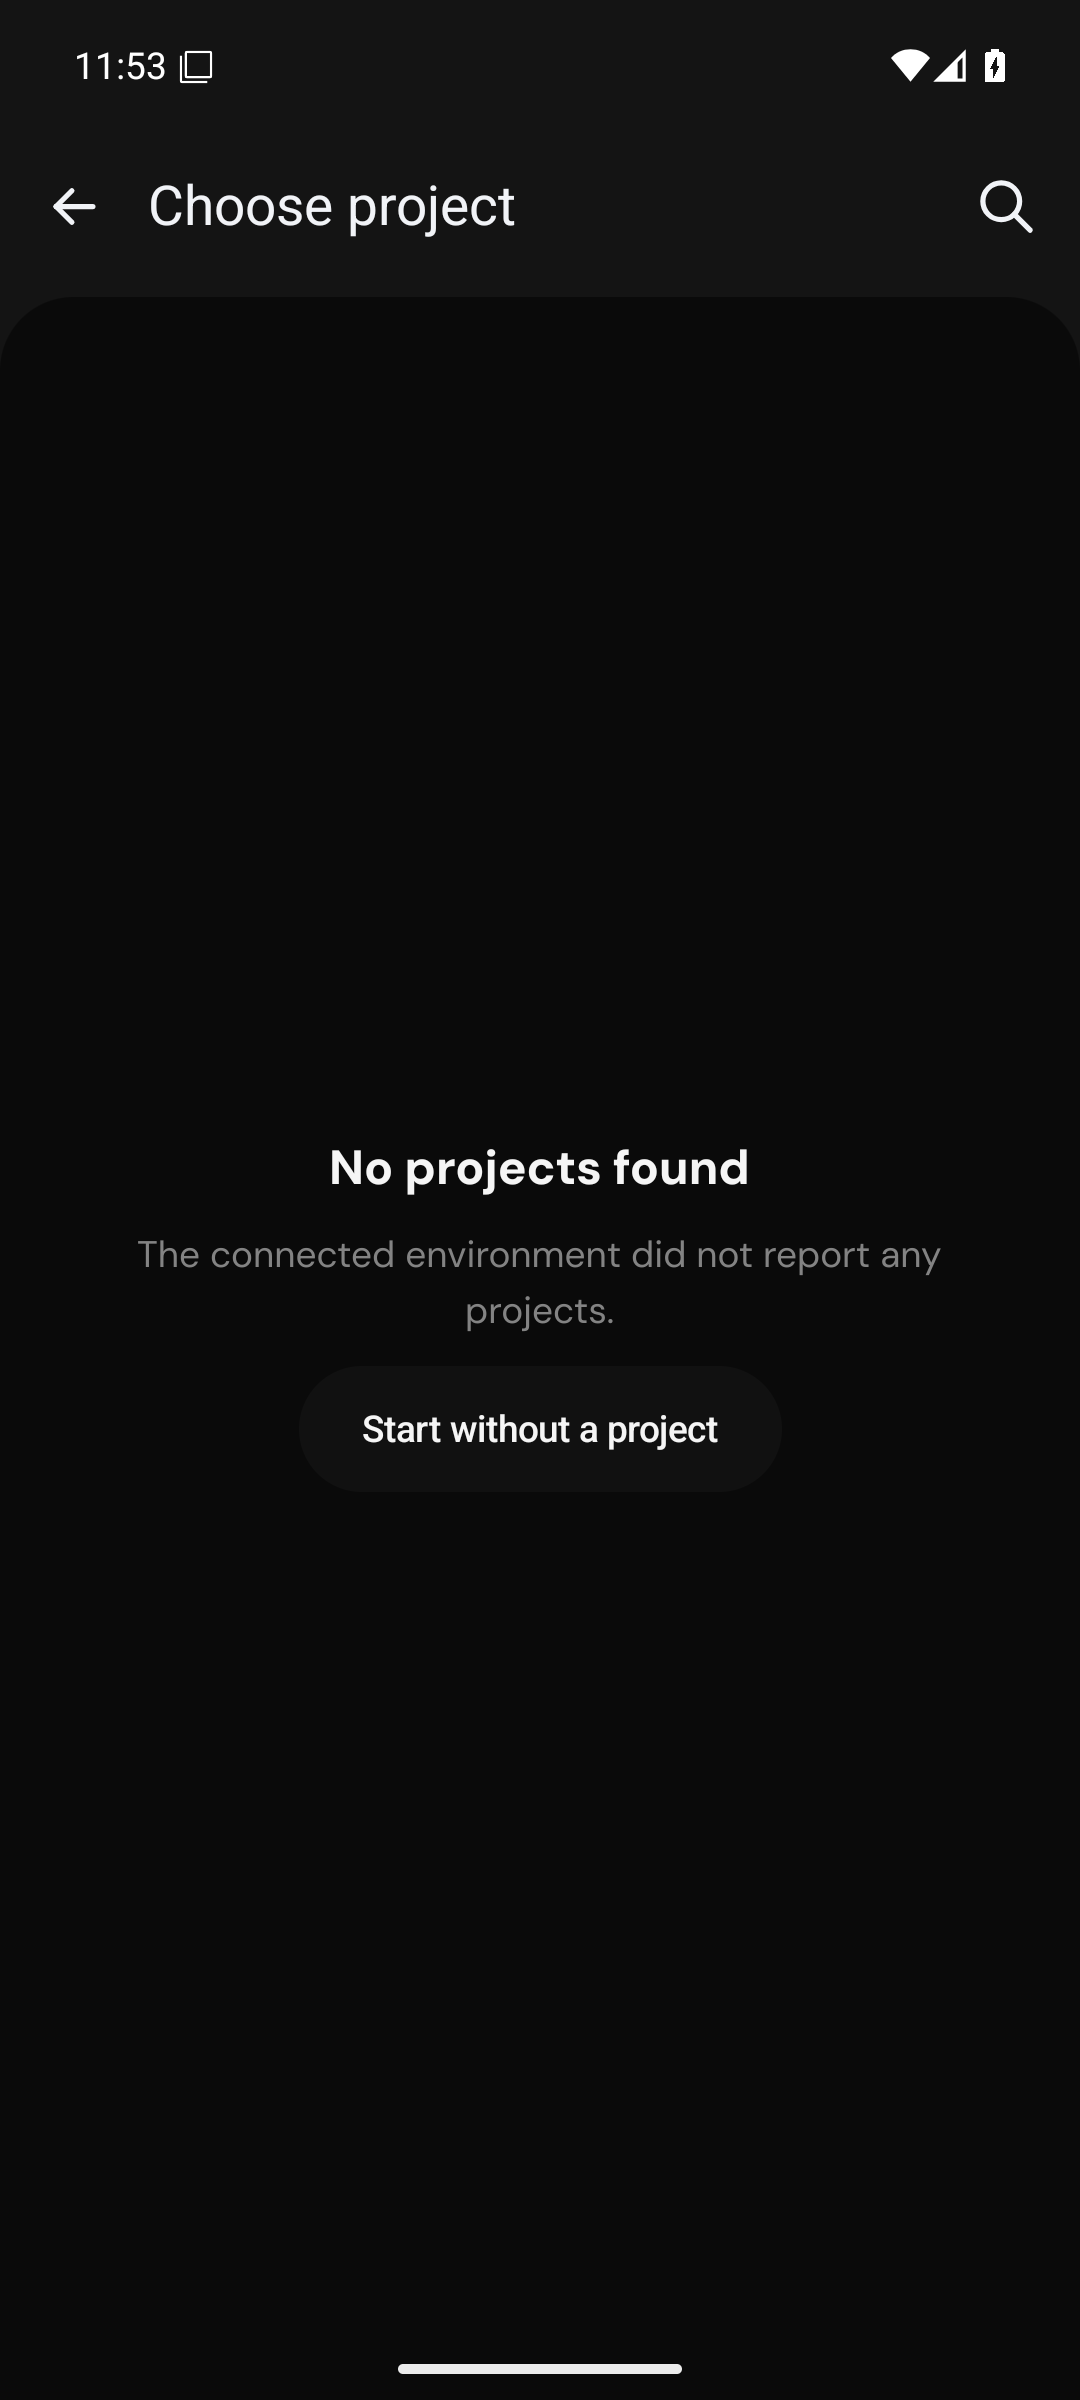 11:53
Choose project
No projects found
The connected environment did not report any
projects.
Start without a project